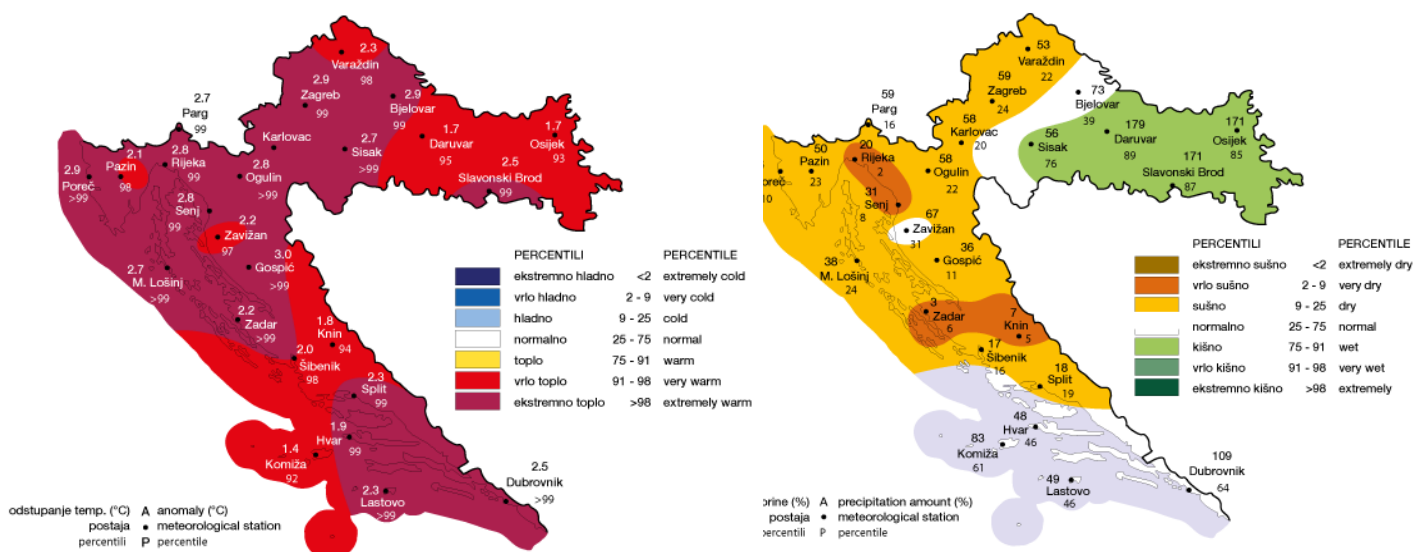 2.3
Varaždin
98
2.9
Zagreb
99
2.9
Bjelovar
99
2.7
Parg
99
Karlovac
2.7
Sisak
>99
1.7
Daruvar
95
1.7
Osijek
93
2.5
Slavonski Brod
99
2.1
Pazin
98
2.8
Rijeka
99
2.9
Poreč
>99
2.8
Ogulin
>99
2.8
Senj
99
2.2
Zavižan
97
3.0
Gospić
>99
2.7
M. Lošinj
>99
2.2
Zadar
>99
1.8
Knin
94
2.0
Šibenik
98
2.3
Split
99
1.9
Hvar
99
1.4
Komiža
92
2.3
Lastovo
>99
2.5
Dubrovnik
>99
PERCENTILI PERCENTILE
ekstremno hladno <2 extremely cold
vrlo hladno 2 - 9 very cold
hladno 9 - 25 cold
normalno 25 - 75 normal
toplo 75 - 91 warm
vrlo toplo 91 - 98 very warm
ekstremno toplo >98 extremely warm
odstupanje temp. (°C) A anomaly (°C)
postaja • meteorological station
percentili P percentile
53
Varaždin
22
59
Zagreb
24
73
Bjelovar
39
59
Parg
16
58
Karlovac
20
56
Sisak
76
179
Daruvar
89
171
Osijek
85
171
Slavonski Brod
87
50
Pazin
23
20
Rijeka
2
oreč
10
58
Ogulin
22
31
Senj
8
67
Zavižan
31
36
Gospić
11
38
M. Lošinj
24
3
Zadar
6
7
Knin
5
17
Šibenik
16
18
Split
19
48
Hvar
46
83
Komiža
61
49
Lastovo
46
109
Dubrovnik
64
PERCENTILI PERCENTILE
ekstremno sušno <2 extremely dry
vrlo sušno 2 - 9 very dry
sušno 9 - 25 dry
normalno 25 - 75 normal
kišno 75 - 91 wet
vrlo kišno 91 - 98 very wet
ekstremno kišno >98 extremely
orine (%) A precipitation amount (%)
postaja • meteorological station
percentili P percentile